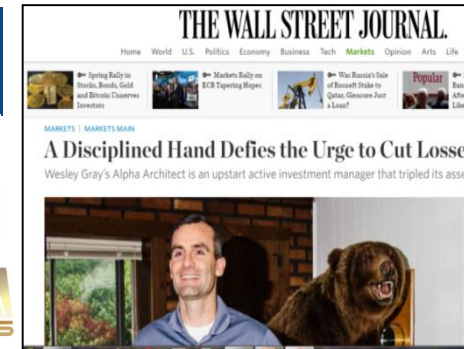 THE WALL STREET JOURNAL.
Home World U.S. Politics Economy Business Tech Markets Opinion Arts Life
Spring Rally in
Stocks, Bonds, Gold
and Bitcoin Unnerves
Investors
Markets Rally on
ECB Tapering Hopes
Was Russia's Sale
of Rosneft Stake to
Qatar, Glencore Just
a Loan?
Popular
MARKETS | MARKETS MAIN
A Disciplined Hand Defies the Urge to Cut Losse
Wesley Gray's Alpha Architect is an upstart active investment manager that tripled its asse